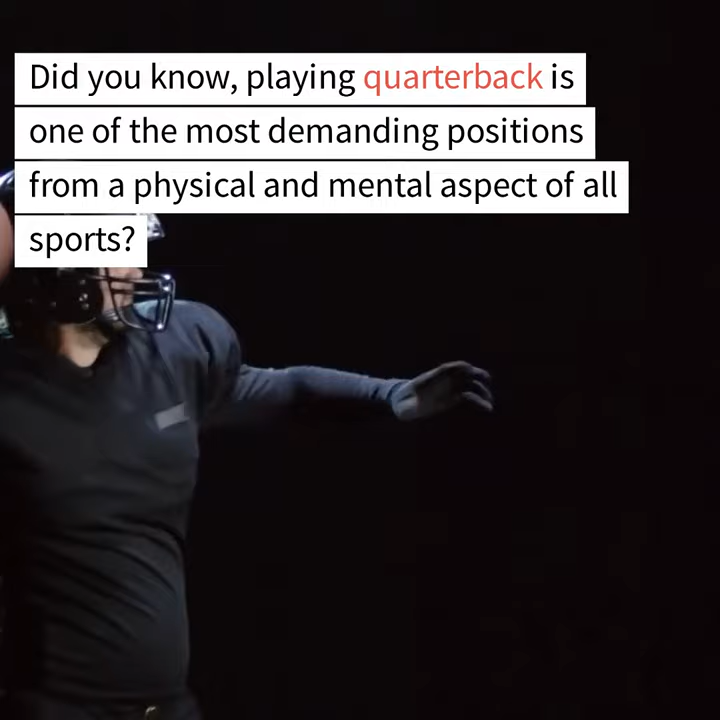 Did you know, playing quarterback is
one of the most demanding positions
from a physical and mental aspect of all
sports?